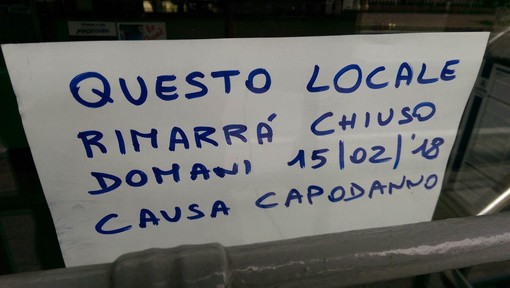 QUESTO LOCALE
RIMARRÁ CHIUSO
DOMANI 15/02/'18
CAUSA CAPODANNO